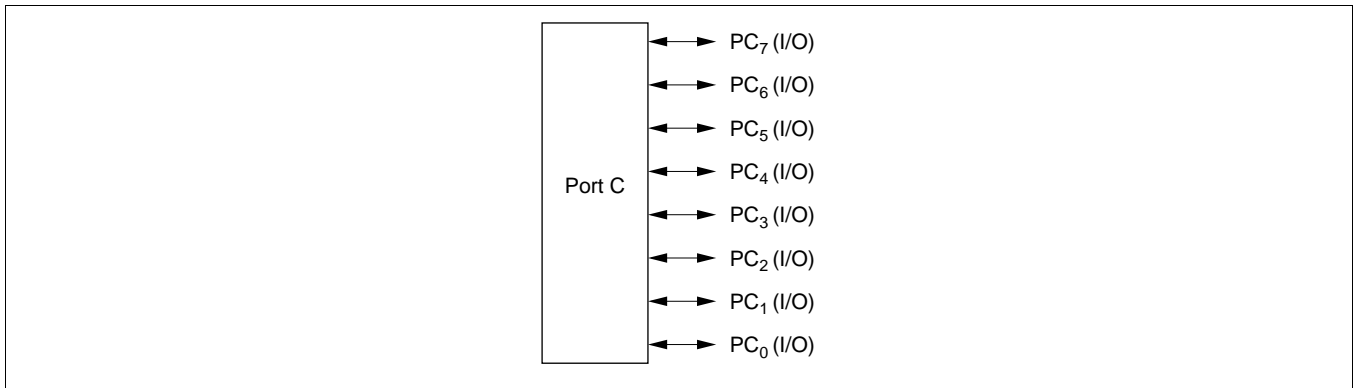 PC₇ (I/O)
PC₆ (I/O)
PC₅ (I/O)
PC₄ (I/O)
Port C
PC₃ (I/O)
PC₂ (I/O)
PC₁ (I/O)
PC₀ (I/O)